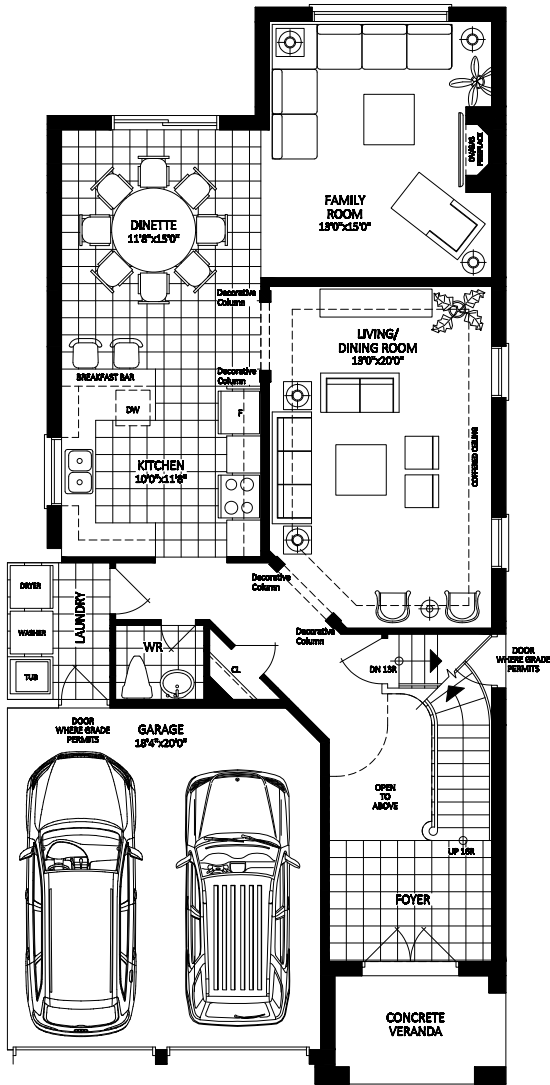 DV/GAS
FIREPLACE
FAMILY
ROOM
13'0"x15'0"
DINETTE
11'8"x15'0"
Decorative
Column
LIVING/
DINING ROOM
13'0"x20'0"
Decorative
Column
BREAKFAST BAR
DW
F
COFFERED CEILING
KITCHEN
10'0"x11'6"
DRYER
WASHER
TUB
LAUNDRY
Decorative
Column
Decorative
Column
WR
CL
DN 13R
DOOR
WHERE GRADE
PERMITS
DOOR
WHERE GRADE
PERMITS
GARAGE
18'4"x20'0"
OPEN
TO
ABOVE
UP 16R
FOYER
CONCRETE
VERANDA